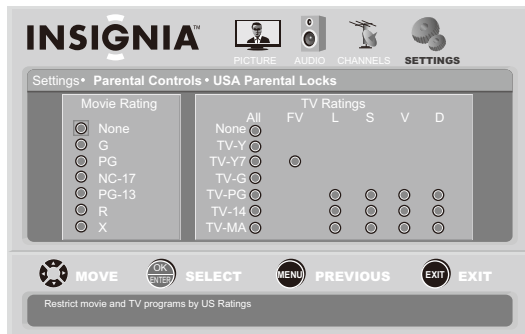 INSIGNIA™
PICTURE AUDIO CHANNELS SETTINGS
Settings• Parental Controls • USA Parental Locks
Movie Rating
None
G
PG
NC-17
PG-13
R
X
TV Ratings
All FV L S V D
None
TV-Y
TV-Y7
TV-G
TV-PG
TV-14
TV-MA
MOVE OK ENTER SELECT MENU PREVIOUS EXIT EXIT
Restrict movie and TV programs by US Ratings